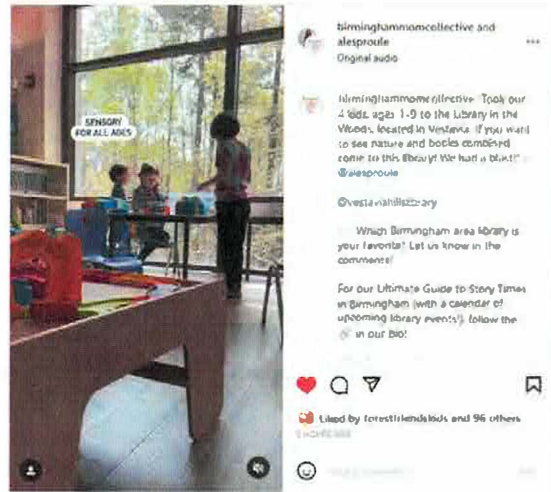 SENSORY
FOR ALL AGES
birminghammomcollective and
alesproule
Original audio
birminghammomcollective "Took our
4 kids, ages 1-9 to the Library in the
Woods, located in Vestavia. If you want
to see nature and books combined
come to this library! We had a blast!" -
@alesproule
@vestaviahillslibrary
Which Birmingham area library is
your favorite? Let us know in the
comments!
For our Ultimate Guide to Story Times
in Birmingham (with a calendar of
upcoming library events!), follow the
in our Bio!
Liked by forestfriendskids and 96 others